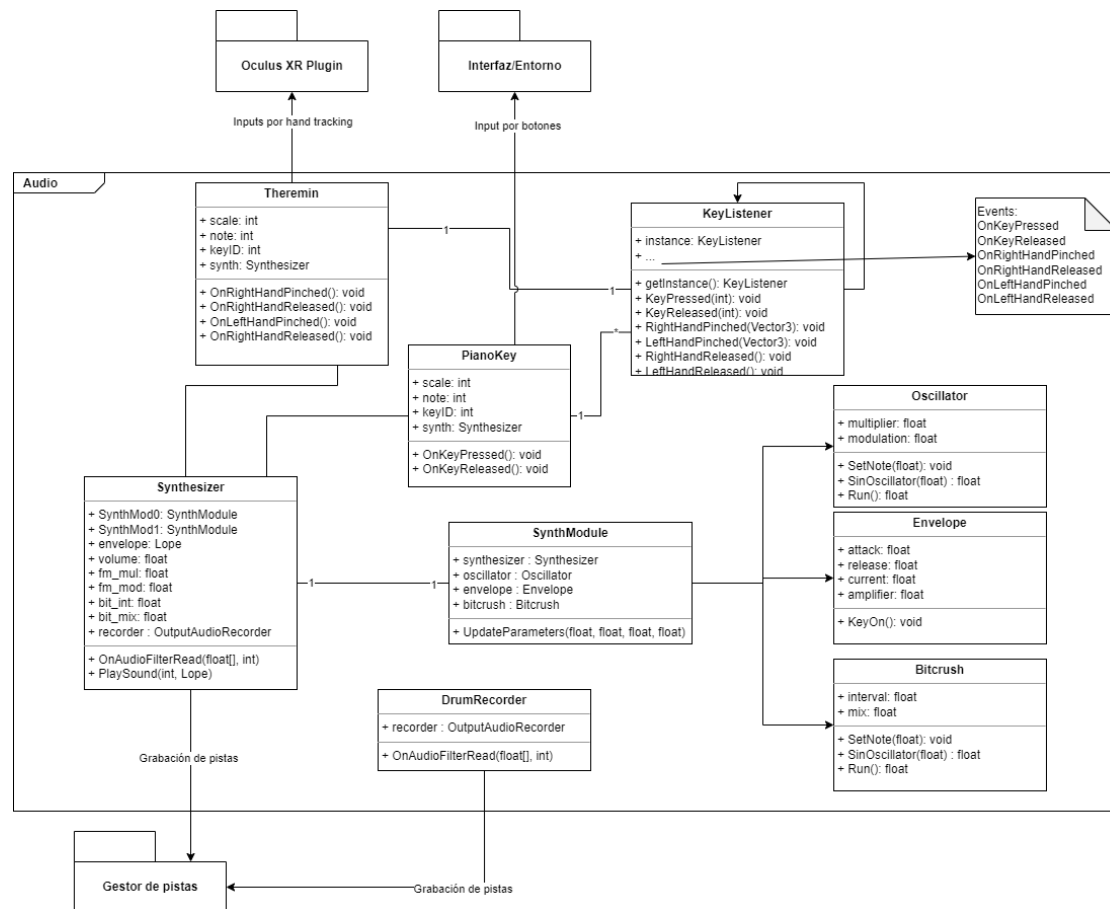 Oculus XR Plugin
Interfaz/Entorno
Inputs por hand tracking
Input por botones
Audio
Theremin
+ scale: int
+ note: int
+ keyID: int
+ synth: Synthesizer
+ OnRightHandPinched(): void
+ OnRightHandReleased(): void
+ OnLeftHandPinched(): void
+ OnRightHandReleased(): void
1
1
KeyListener
+ instance: KeyListener
+ ...
+ getInstance(): KeyListener
+ KeyPressed(int): void
+ KeyReleased(int): void
+ RightHandPinched(Vector3): void
+ LeftHandPinched(Vector3): void
+ RightHandReleased(): void
+ LeftHandReleased(): void
Events:
OnKeyPressed
OnKeyReleased
OnRightHandPinched
OnRightHandReleased
OnLeftHandPinched
OnLeftHandReleased
PianoKey
+ scale: int
+ note: int
+ keyID: int
+ synth: Synthesizer
+ OnKeyPressed(): void
+ OnKeyReleased(): void
1
*
Synthesizer
+ SynthMod0: SynthModule
+ SynthMod1: SynthModule
+ envelope: Lope
+ volume: float
+ fm_mul: float
+ fm_mod: float
+ bit_int: float
+ bit_mix: float
+ recorder : OutputAudioRecorder
+ OnAudioFilterRead(float[], int)
+ PlaySound(int, Lope)
1
1
SynthModule
+ synthesizer : Synthesizer
+ oscillator : Oscillator
+ envelope : Envelope
+ bitcrush : Bitcrush
+ UpdateParameters(float, float, float, float)
Oscillator
+ multiplier: float
+ modulation: float
+ SetNote(float): void
+ SinOscillator(float) : float
+ Run(): float
Envelope
+ attack: float
+ release: float
+ current: float
+ amplifier: float
+ KeyOn(): void
Bitcrush
+ interval: float
+ mix: float
+ SetNote(float): void
+ SinOscillator(float) : float
+ Run(): float
DrumRecorder
+ recorder : OutputAudioRecorder
+ OnAudioFilterRead(float[], int)
Grabación de pistas
Gestor de pistas
Grabación de pistas